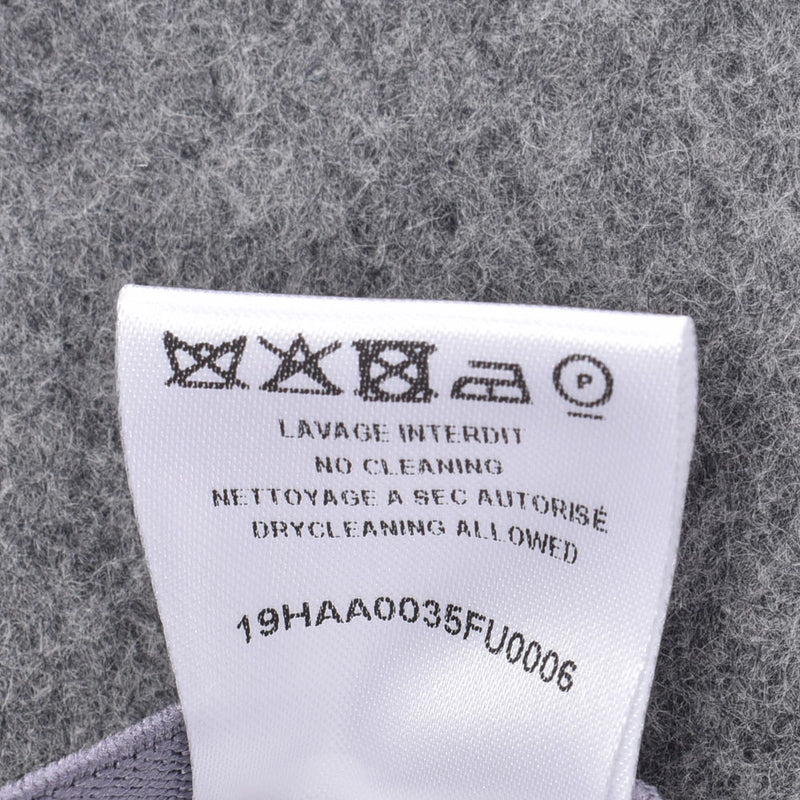 P
LAVAGE INTERDIT
NO CLEANING
NETTOYAGE A SEC AUTORISÉ
DRYCLEANING ALLOWED
19HAA0035FU0006